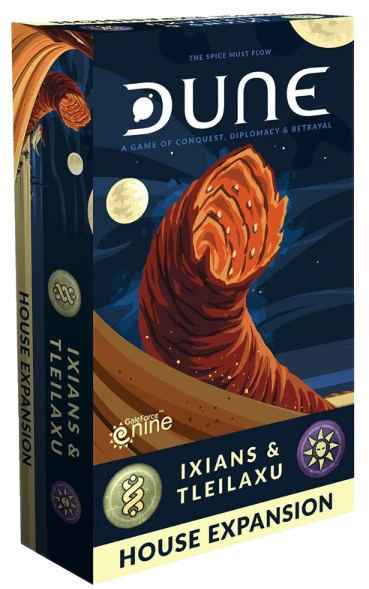 THE SPICE MUST FLOW
DUNE
A GAME OF CONQUEST, DIPLOMACY & BETRAYAL
GaleForce
nine™
IXIANS &
TLEILAXU
HOUSE EXPANSION
IXIANS &
TLEILAXU
HOUSE EXPANSION